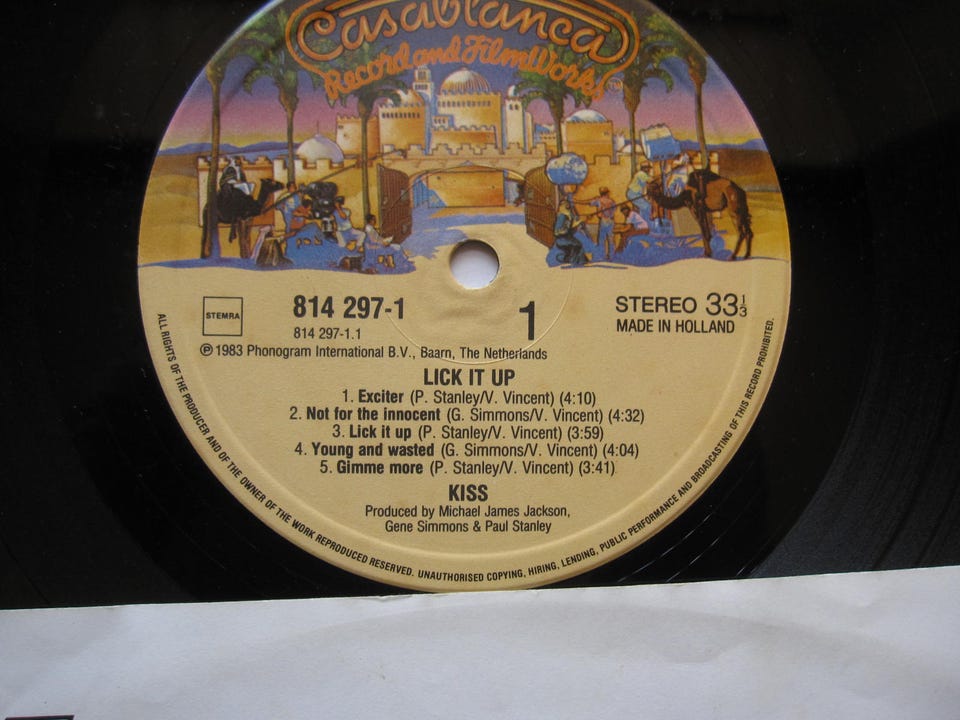 Casablanca
Record and FilmWorks
STEMRA
814 297-1
814 297-1.1
1
STEREO 33 1/3
MADE IN HOLLAND
℗ 1983 Phonogram International B.V., Baarn, The Netherlands
LICK IT UP
1. Exciter (P. Stanley/V. Vincent) (4:10)
2. Not for the innocent (G. Simmons/V. Vincent) (4:32)
3. Lick it up (P. Stanley/V. Vincent) (3:59)
4. Young and wasted (G. Simmons/V. Vincent) (4:04)
5. Gimme more (P. Stanley/V. Vincent) (3:41)
KISS
Produced by Michael James Jackson,
Gene Simmons & Paul Stanley
ALL RIGHTS OF THE PRODUCER AND OF THE OWNER OF THE WORK REPRODUCED RESERVED. UNAUTHORISED COPYING, HIRING, LENDING, PUBLIC PERFORMANCE AND BROADCASTING OF THIS RECORD PROHIBITED.